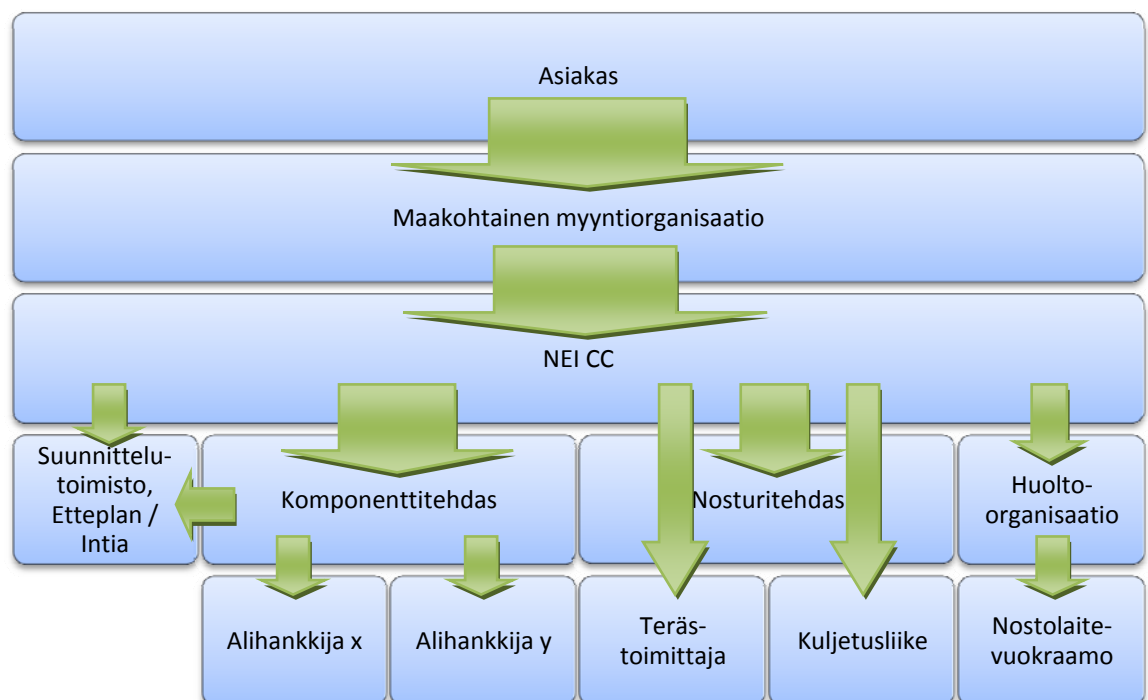 Asiakas
Maakohtainen myyntiorganisaatio
NEI CC
Suunnittelu-
toimisto,
Etteplan /
Intia
Komponenttitehdas
Nosturitehdas
Huolto-
organisaatio
Alihankkija x
Alihankkija y
Teräs-
toimittaja
Kuljetusliike
Nostolaite-
vuokraamo